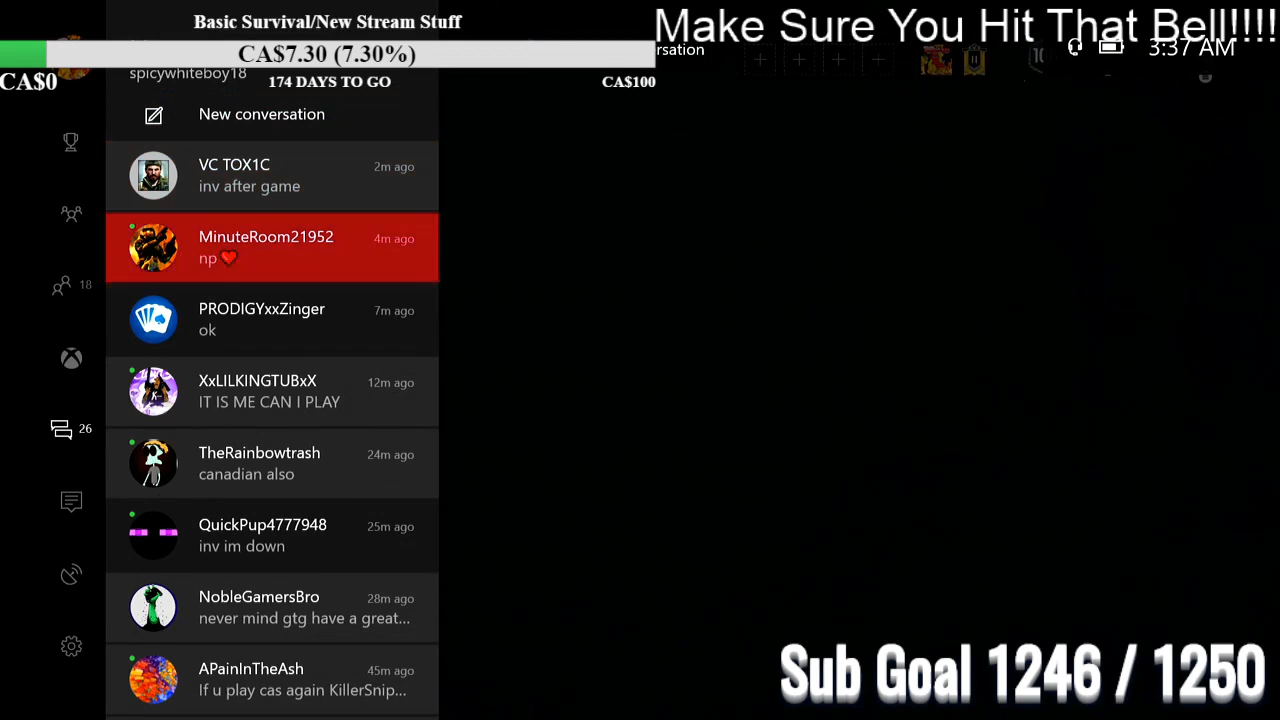 Basic Survival/New Stream Stuff
Make Sure You Hit That Bell!!!!
CA$7.30 (7.30%)
3:37 AM
spicywhiteboy18
CA$0
174 DAYS TO GO
CA$100
New conversation
VC TOX1C
2m ago
inv after game
MinuteRoom21952
4m ago
np❤
PRODIGYxxZinger
7m ago
ok
18
XxLILKINGTUBxX
12m ago
IT IS ME CAN I PLAY
26
TheRainbowtrash
24m ago
canadian also
QuickPup4777948
25m ago
inv im down
NobleGamersBro
28m ago
never mind gtg have a great...
APainInTheAsh
45m ago
If u play cas again KillerSnip...
Sub Goal 1246 / 1250